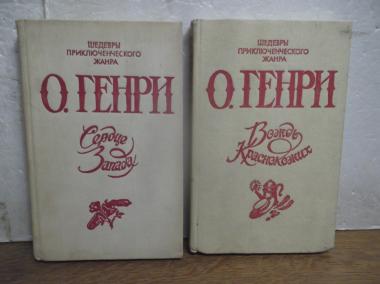 ШЕДЕВРЫ
ПРИКЛЮЧЕНЧЕСКОГО
ЖАНРА
О. ГЕНРИ
Сердце
Запада
ШЕДЕВРЫ
ПРИКЛЮЧЕНЧЕСКОГО
ЖАНРА
О. ГЕНРИ
Вождь
Краснокожих